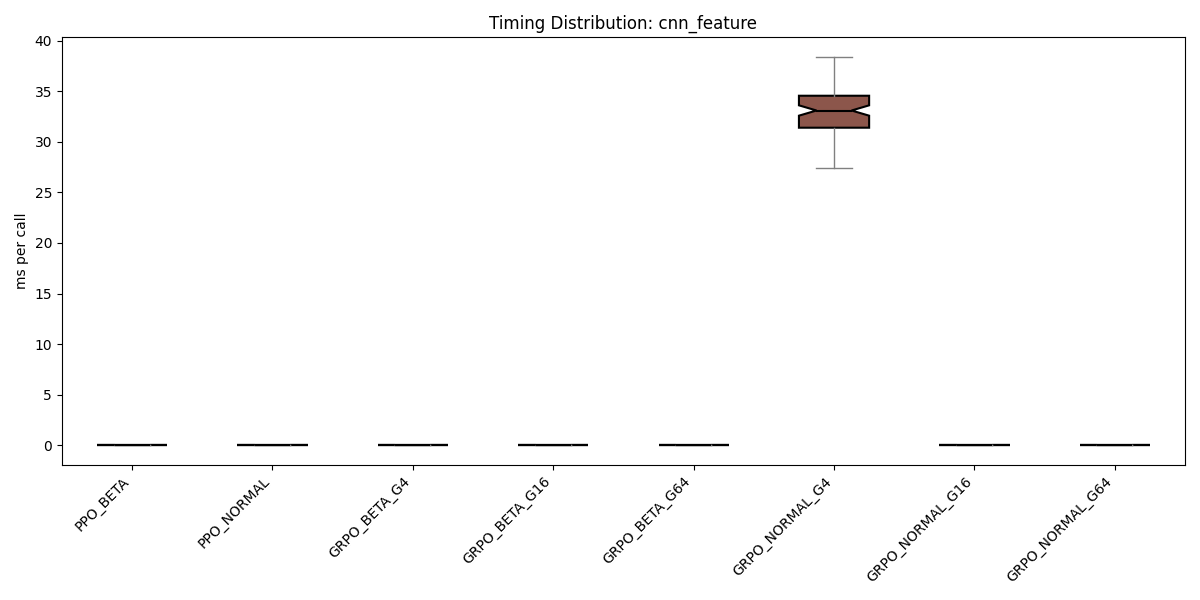 Timing Distribution: cnn_feature
40
35
30
25
20
15
10
5
0
ms per call
PPO_BETA
PPO_NORMAL
GRPO_BETA_G4
GRPO_BETA_G16
GRPO_BETA_G64
GRPO_NORMAL_G4
GRPO_NORMAL_G16
GRPO_NORMAL_G64